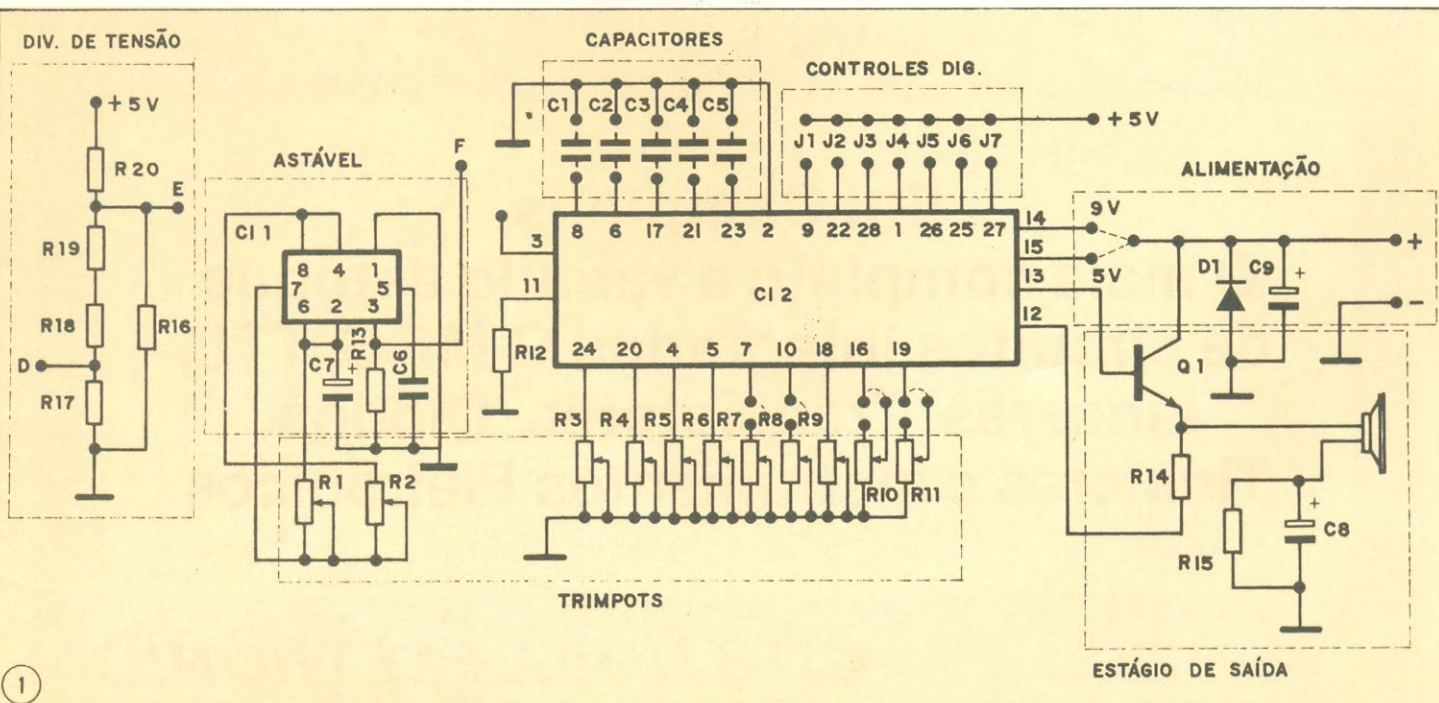 DIV. DE TENSÃO
+ 5 V
R20
E
R19
R18
R16
D
R17
ASTÁVEL
F
CI 1
8 4 1
7 5
6 2 3
C7
+
R13
C6
R1
R2
CAPACITORES
C1 C2 C3 C4 C5
CONTROLES DIG.
J1 J2 J3 J4 J5 J6 J7
+ 5 V
8 6 17 21 23 2 9 22 28 1 26 25 27
3
11
CI 2
14
15
13
12
R12
24 20 4 5 7 10 18 16 19
R3 R4 R5 R6 R7 R8 R9
R10 R11
TRIMPOTS
ALIMENTAÇÃO
9 V
5 V
D1
C9
+
+
-
Q1
R14
R15
+
C8
ESTÁGIO DE SAÍDA
1